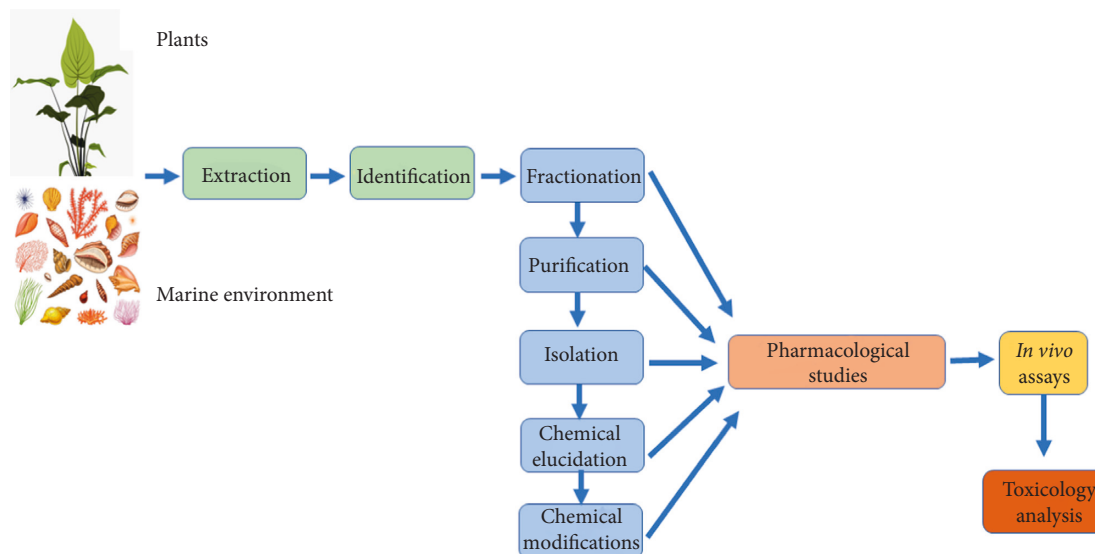 Plants
Marine environment
Extraction
Identification
Fractionation
Purification
Isolation
Chemical
elucidation
Chemical
modifications
Pharmacological
studies
In vivo
assays
Toxicology
analysis